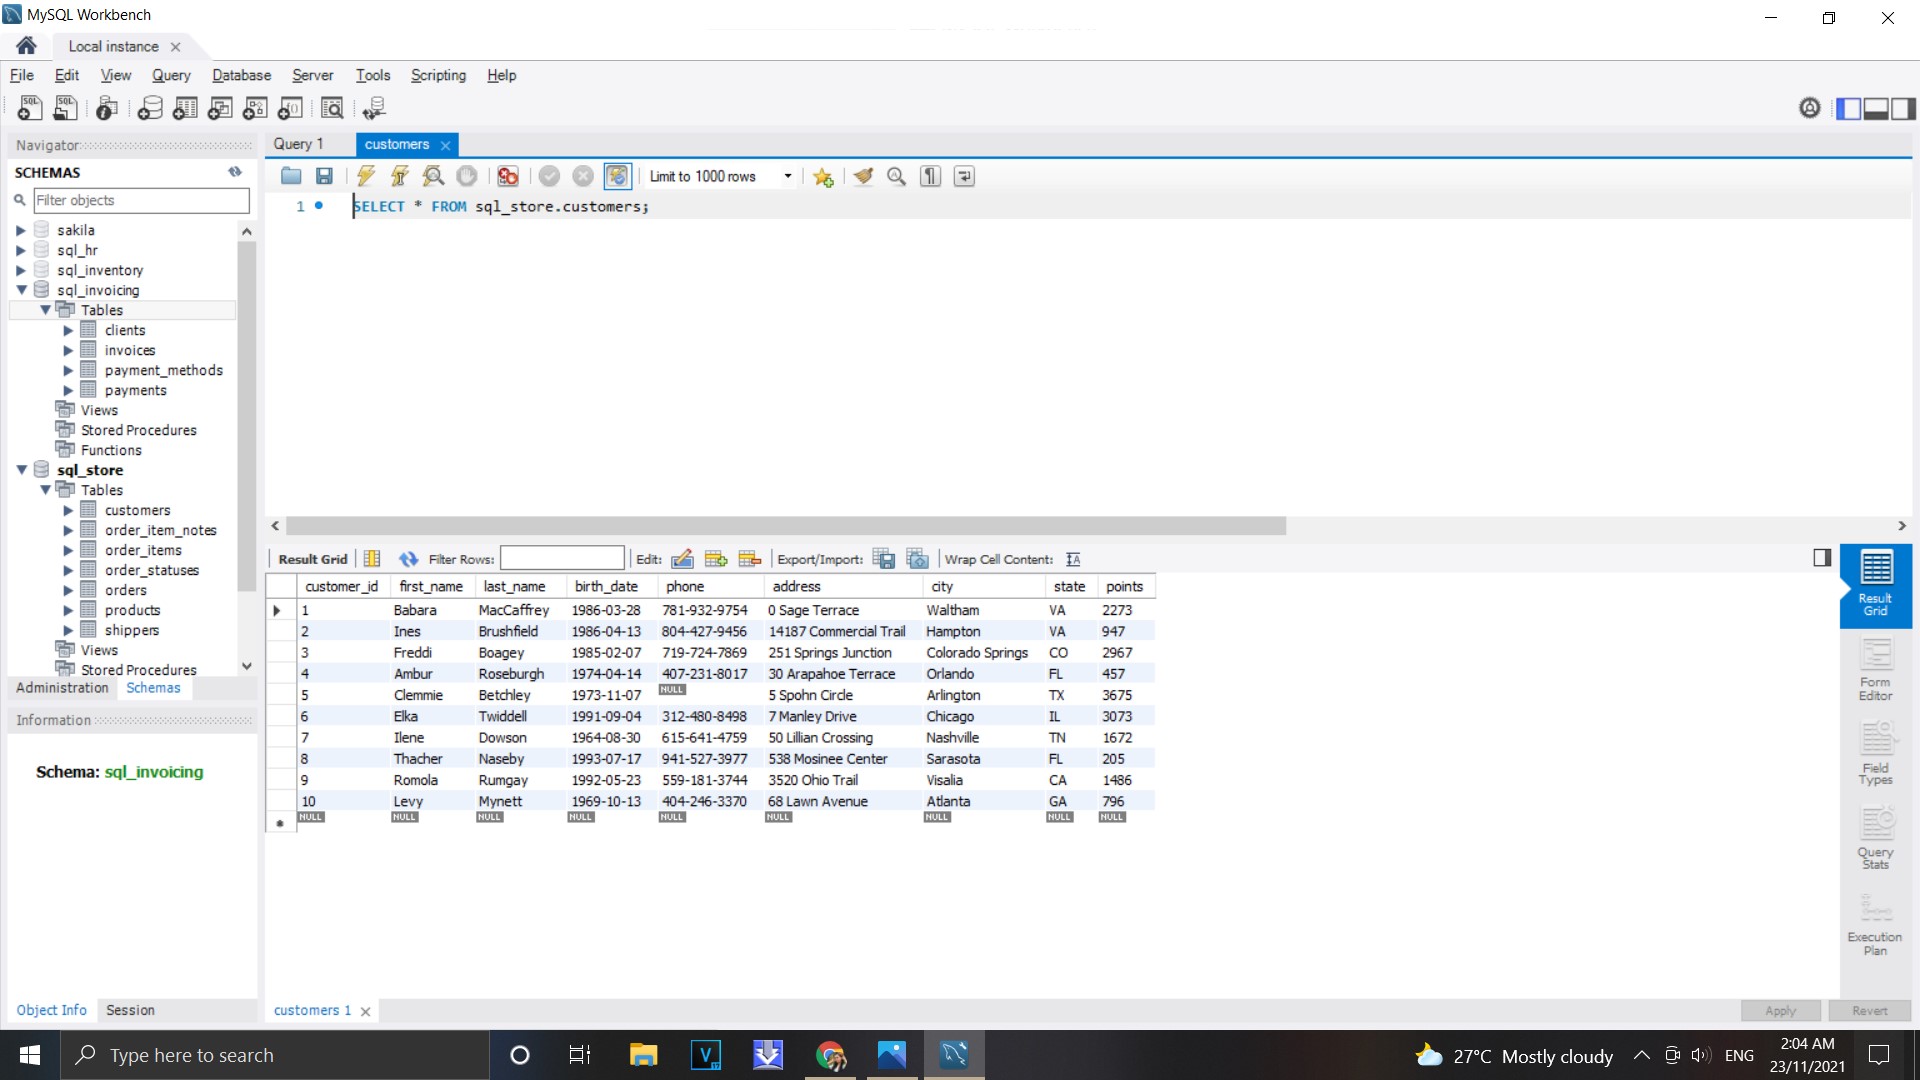 MySQL Workbench
Local instance
File Edit View Query Database Server Tools Scripting Help
Navigator
SCHEMAS
Filter objects
sakila
sql_hr
sql_inventory
sql_invoicing
Tables
clients
invoices
payment_methods
payments
Views
Stored Procedures
Functions
sql_store
Tables
customers
order_item_notes
order_items
order_statuses
orders
products
shippers
Views
Stored Procedures
Administration Schemas
Information
Schema: sql_invoicing
Object Info Session
Query 1 customers
Limit to 1000 rows
1 SELECT * FROM sql_store.customers;
Result Grid Filter Rows: Edit: Export/Import: Wrap Cell Content:
customer_id first_name last_name birth_date phone address city state points
1 Babara MacCaffrey 1986-03-28 781-932-9754 0 Sage Terrace Waltham VA 2273
2 Ines Brushfield 1986-04-13 804-427-9456 14187 Commercial Trail Hampton VA 947
3 Freddi Boagey 1985-02-07 719-724-7869 251 Springs Junction Colorado Springs CO 2967
4 Ambur Roseburgh 1974-04-14 407-231-8017 30 Arapahoe Terrace Orlando FL 457
5 Clemmie Betchley 1973-11-07 NULL 5 Spohn Circle Arlington TX 3675
6 Elka Twiddell 1991-09-04 312-480-8498 7 Manley Drive Chicago IL 3073
7 Ilene Dowson 1964-08-30 615-641-4759 50 Lillian Crossing Nashville TN 1672
8 Thacher Naseby 1993-07-17 941-527-3977 538 Mosinee Center Sarasota FL 205
9 Romola Rumgay 1992-05-23 559-181-3744 3520 Ohio Trail Visalia CA 1486
10 Levy Mynett 1969-10-13 404-246-3370 68 Lawn Avenue Atlanta GA 796
NULL NULL NULL NULL NULL NULL NULL NULL NULL
Result
Grid
Form
Editor
Field
Types
Query
Stats
Execution
Plan
customers 1
Apply Revert
Type here to search
27°C Mostly cloudy
ENG
2:04 AM
23/11/2021